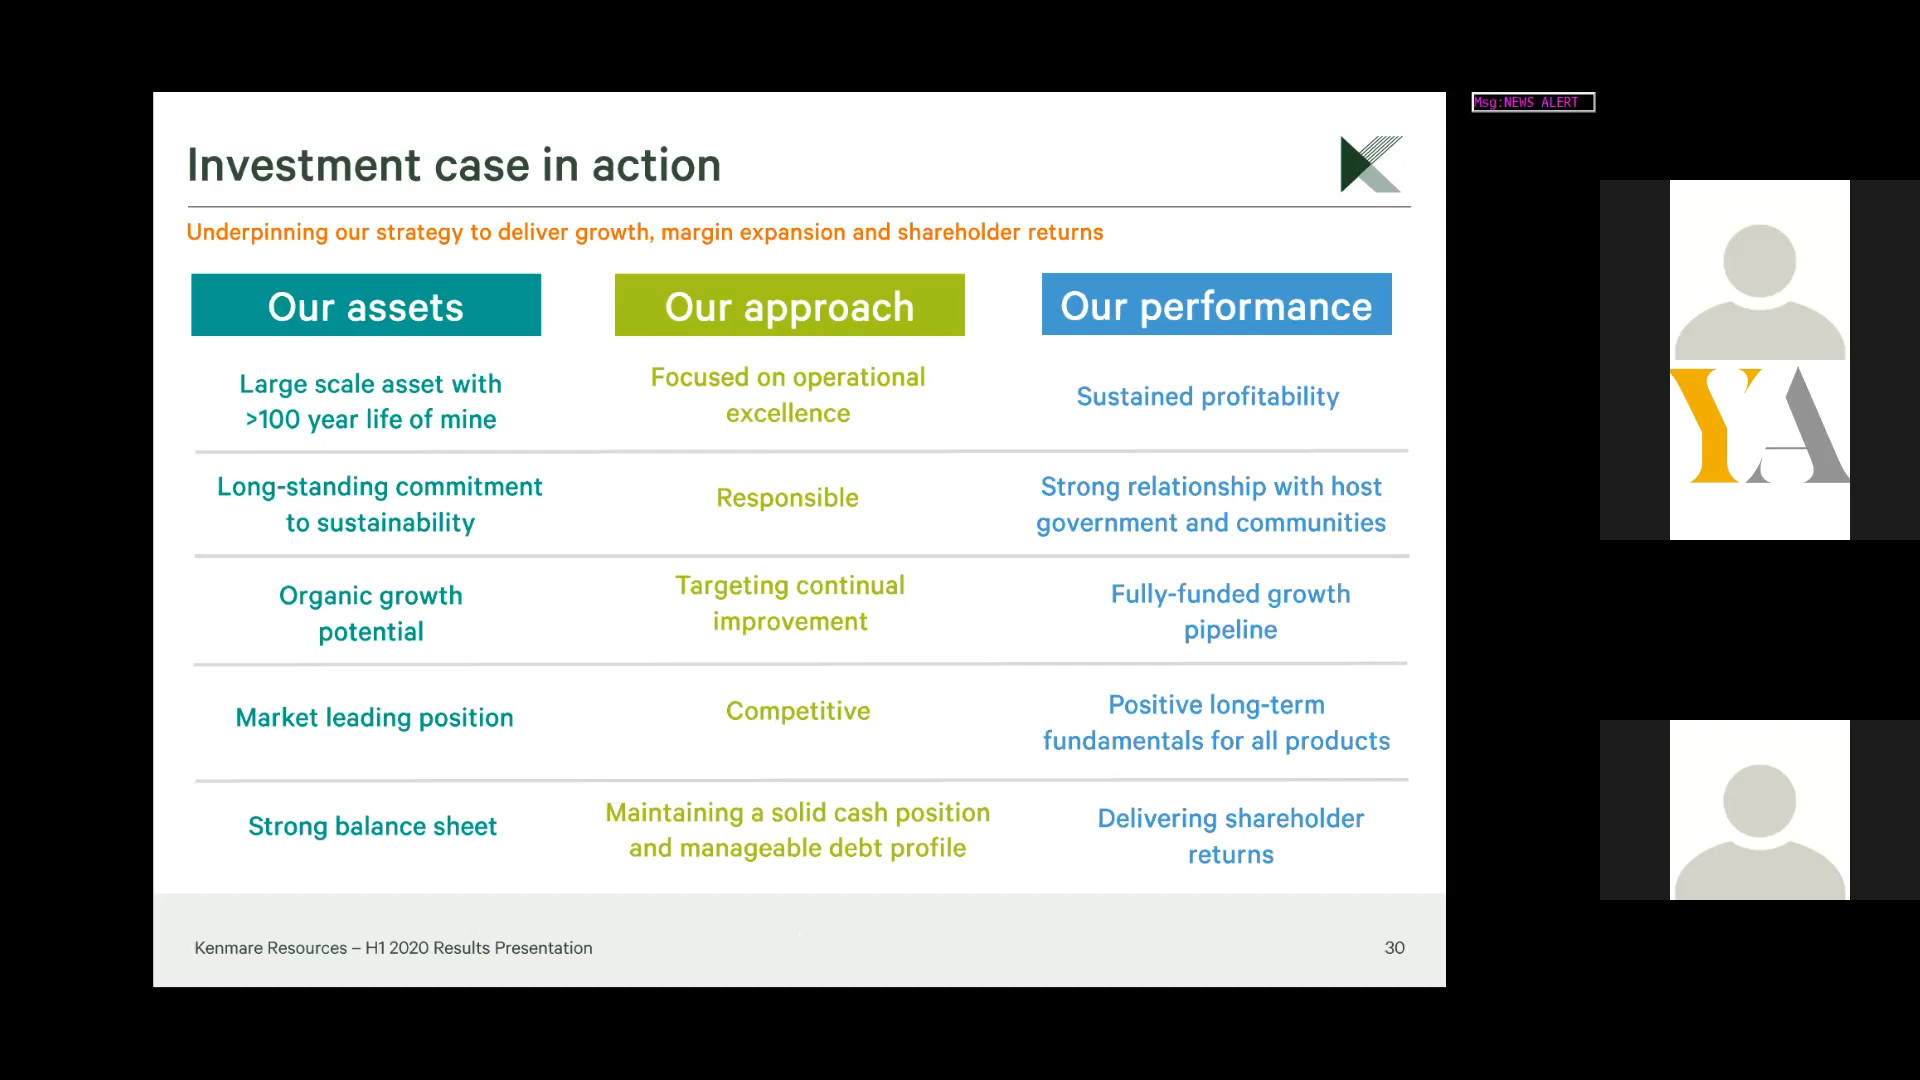 Msg:NEWS ALERT
Investment case in action
Underpinning our strategy to deliver growth, margin expansion and shareholder returns
Our assets
Our approach
Our performance
Large scale asset with
>100 year life of mine
Focused on operational
excellence
Sustained profitability
Long-standing commitment
to sustainability
Responsible
Strong relationship with host
government and communities
Organic growth
potential
Targeting continual
improvement
Fully-funded growth
pipeline
Market leading position
Competitive
Positive long-term
fundamentals for all products
Strong balance sheet
Maintaining a solid cash position
and manageable debt profile
Delivering shareholder
returns
Kenmare Resources – H1 2020 Results Presentation
30
YA